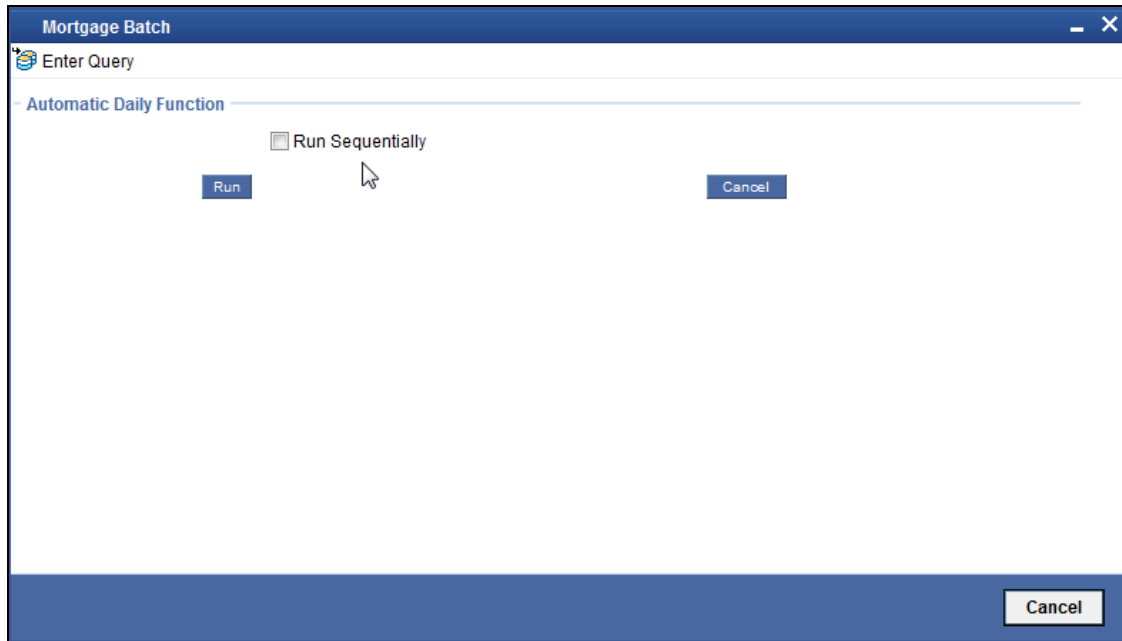 Mortgage Batch
Enter Query
Automatic Daily Function
Run Sequentially
Run
Cancel
Cancel